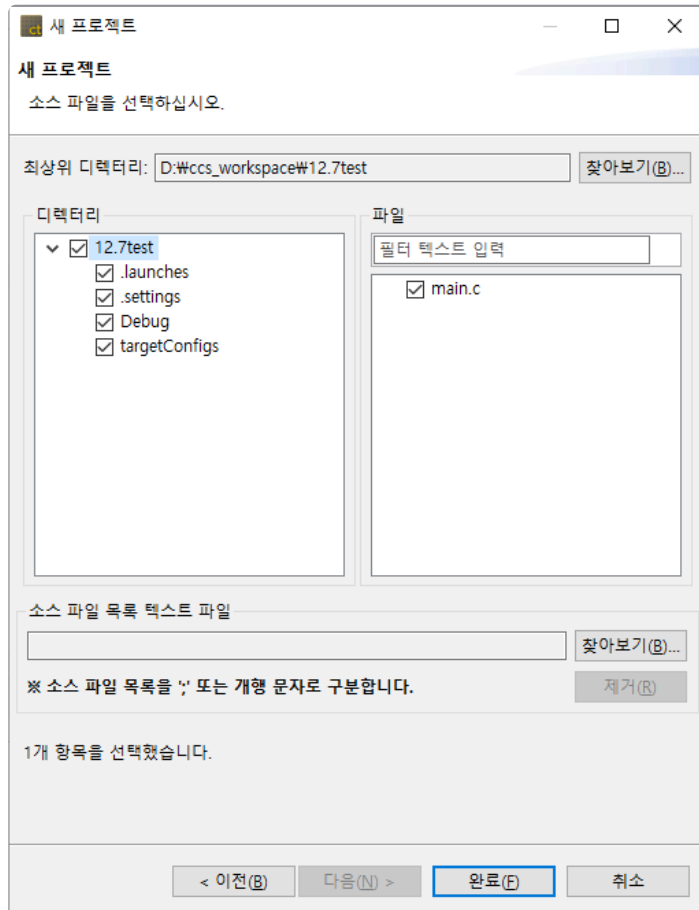 ct 새 프로젝트
새 프로젝트
소스 파일을 선택하십시오.
최상위 디렉터리: D:₩ccs_workspace₩12.7test 찾아보기(B)...
디렉터리
12.7test
.launches
.settings
Debug
targetConfigs
파일
필터 텍스트 입력
main.c
소스 파일 목록 텍스트 파일
찾아보기(B)...
※ 소스 파일 목록을 ';' 또는 개행 문자로 구분합니다. 제거(R)
1개 항목을 선택했습니다.
< 이전(B) 다음(N) > 완료(F) 취소